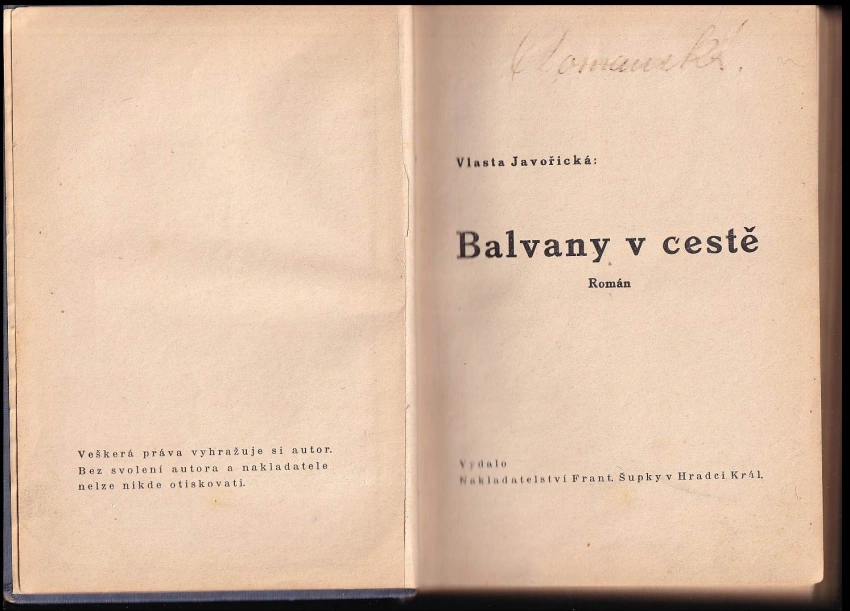 Veškerá práva vyhražuje si autor.
Bez svolení autora a nakladatele
nelze nikde otiskovati.
Vlasta Javořická:
Balvany v cestě
Román
Vydalo
Nakladatelství Frant. Šupky v Hradci Král.